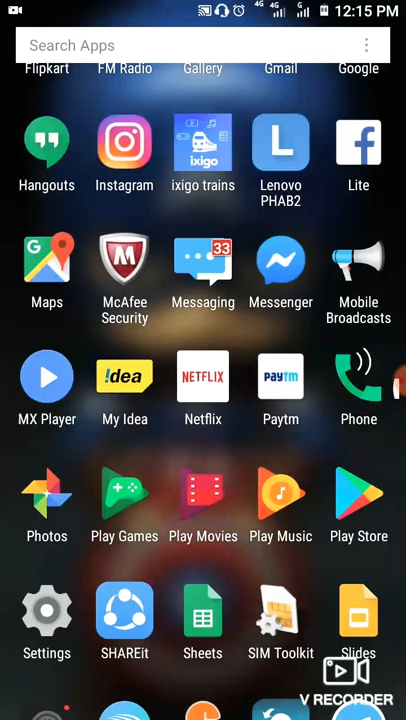 4G 4G G 88 12:15 PM
Search Apps
Flipkart FM Radio Gallery Gmail Google
ixigo L
Hangouts Instagram ixigo trains Lenovo PHAB2 Lite
G 33
Maps McAfee Security Messaging Messenger Mobile Broadcasts
!dea NETFLIX Paytm
MX Player My Idea Netflix Paytm Phone
Photos Play Games Play Movies Play Music Play Store
Settings SHAREit Sheets SIM Toolkit Slides
V RECORDER